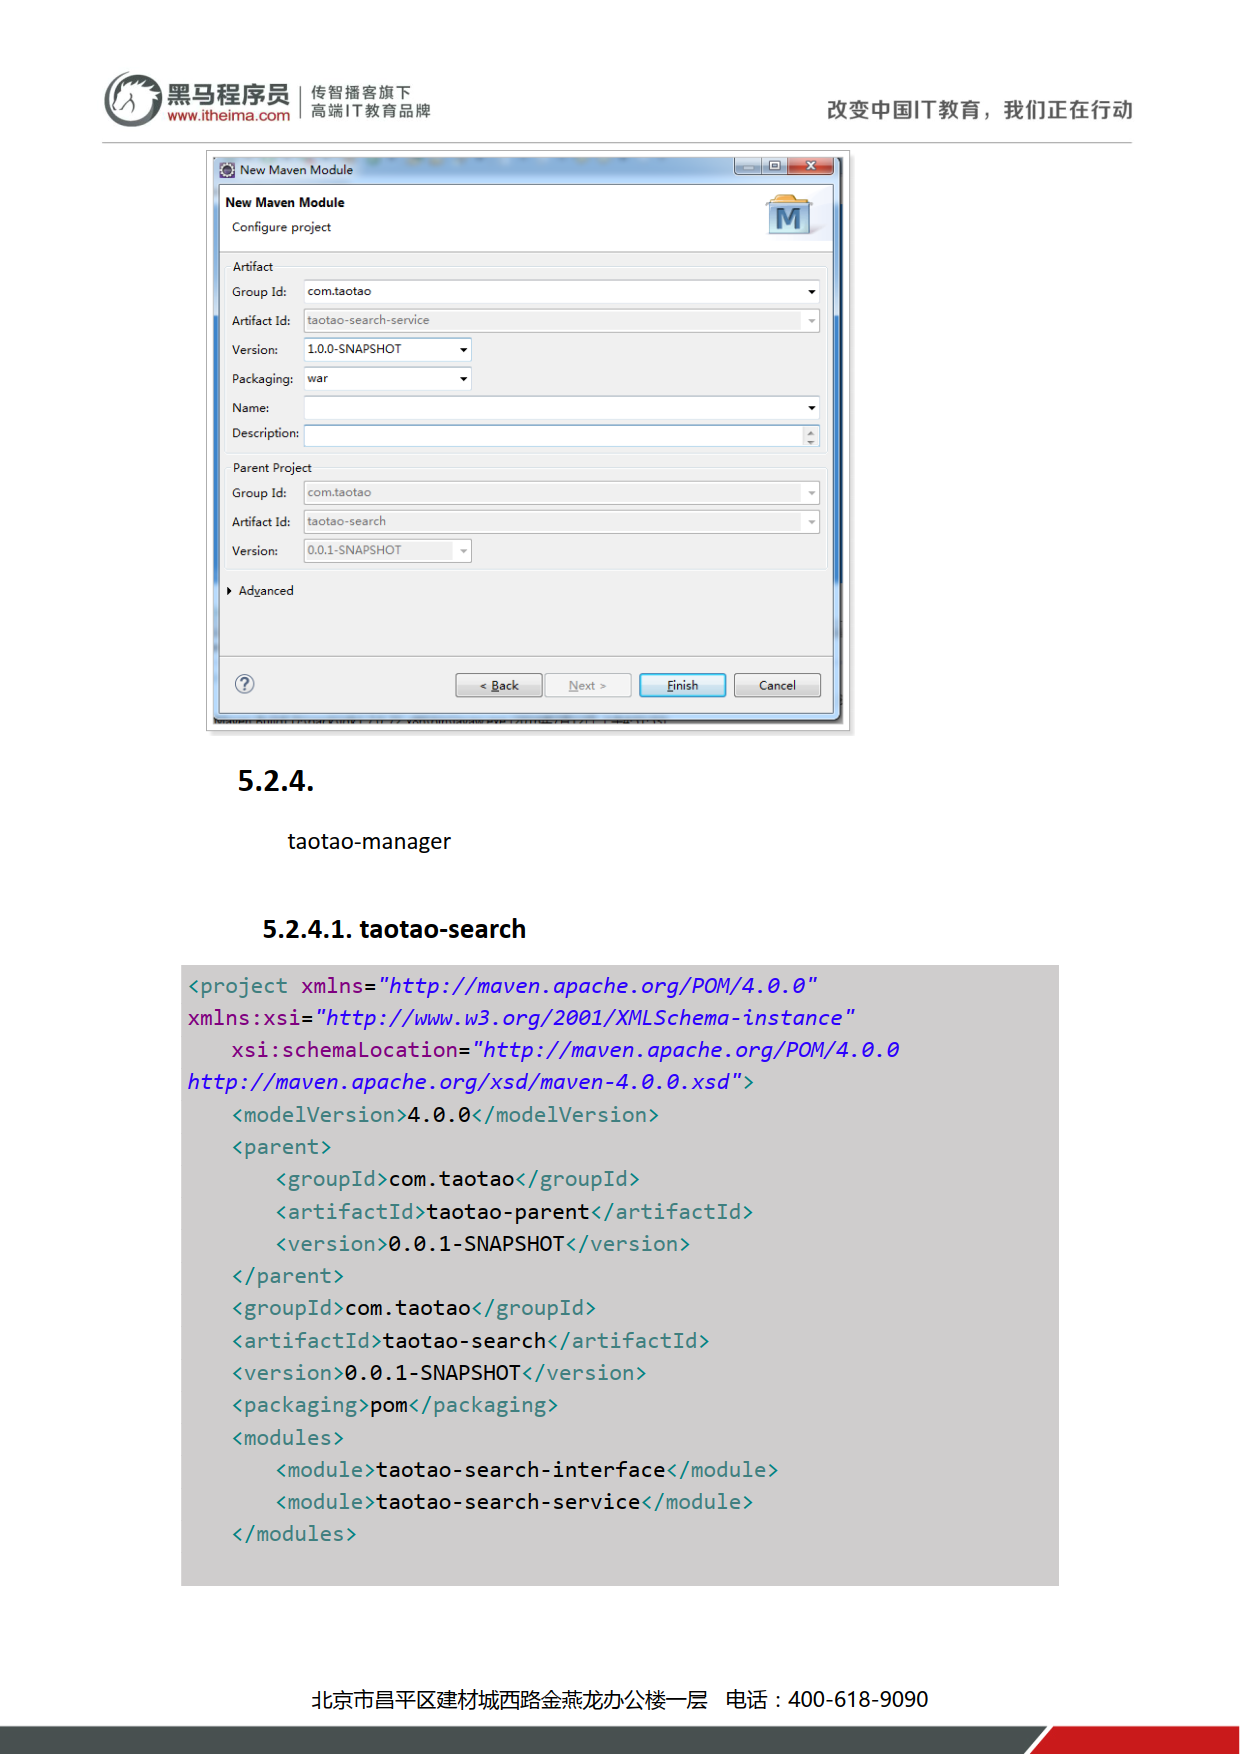 黑马程序员
www.itheima.com
传智播客旗下
高端IT教育品牌
改变中国IT教育，我们正在行动
New Maven Module
New Maven Module
Configure project
Artifact
Group Id: com.taotao
Artifact Id: taotao-search-service
Version: 1.0.0-SNAPSHOT
Packaging: war
Name:
Description:
Parent Project
Group Id: com.taotao
Artifact Id: taotao-search
Version: 0.0.1-SNAPSHOT
Advanced
< Back Next > Finish Cancel
5.2.4.
taotao-manager
5.2.4.1. taotao-search
<project xmlns="http://maven.apache.org/POM/4.0.0"
xmlns:xsi="http://www.w3.org/2001/XMLSchema-instance"
xsi:schemaLocation="http://maven.apache.org/POM/4.0.0
http://maven.apache.org/xsd/maven-4.0.0.xsd">
<modelVersion>4.0.0</modelVersion>
<parent>
<groupId>com.taotao</groupId>
<artifactId>taotao-parent</artifactId>
<version>0.0.1-SNAPSHOT</version>
</parent>
<groupId>com.taotao</groupId>
<artifactId>taotao-search</artifactId>
<version>0.0.1-SNAPSHOT</version>
<packaging>pom</packaging>
<modules>
<module>taotao-search-interface</module>
<module>taotao-search-service</module>
</modules>
北京市昌平区建材城西路金燕龙办公楼一层 电话：400-618-9090